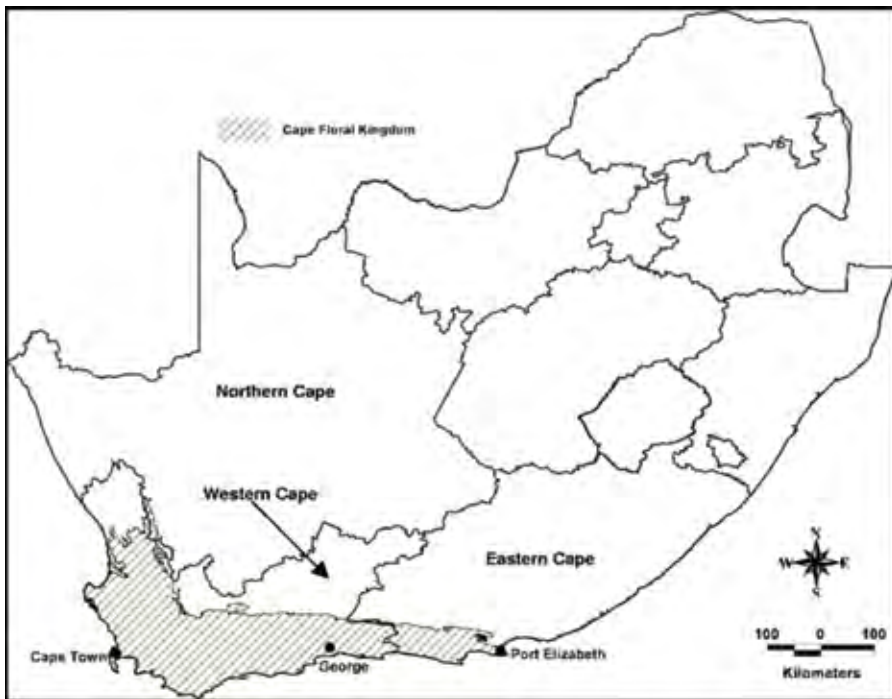 Cape Floral Kingdom
Northern Cape
Western Cape
Eastern Cape
N
W E
S
Cape Town
George
Port Elizabeth
100 0 100
Kilometers